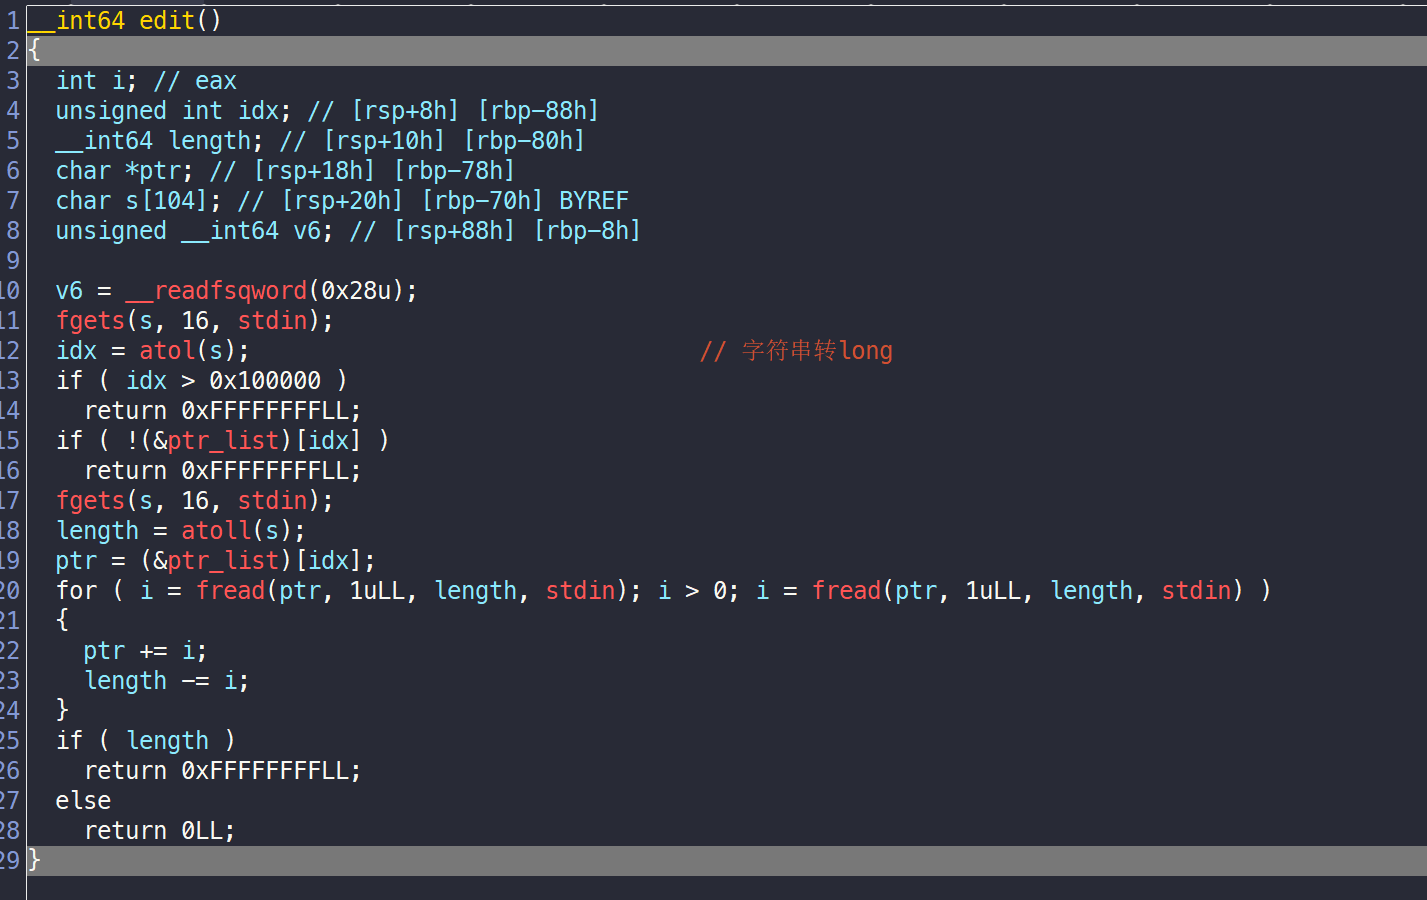 1 __int64 edit()
2 {
3   int i; // eax
4   unsigned int idx; // [rsp+8h] [rbp-88h]
5   __int64 length; // [rsp+10h] [rbp-80h]
6   char *ptr; // [rsp+18h] [rbp-78h]
7   char s[104]; // [rsp+20h] [rbp-70h] BYREF
8   unsigned __int64 v6; // [rsp+88h] [rbp-8h]
9
10   v6 = __readfsqword(0x28u);
11   fgets(s, 16, stdin);
12   idx = atol(s);                                // 字符串转long
13   if ( idx > 0x100000 )
14     return 0xFFFFFFFFLL;
15   if ( !(&ptr_list)[idx] )
16     return 0xFFFFFFFFLL;
17   fgets(s, 16, stdin);
18   length = atoll(s);
19   ptr = (&ptr_list)[idx];
20   for ( i = fread(ptr, 1uLL, length, stdin); i > 0; i = fread(ptr, 1uLL, length, stdin) )
21   {
22     ptr += i;
23     length -= i;
24   }
25   if ( length )
26     return 0xFFFFFFFFLL;
27   else
28     return 0LL;
29 }